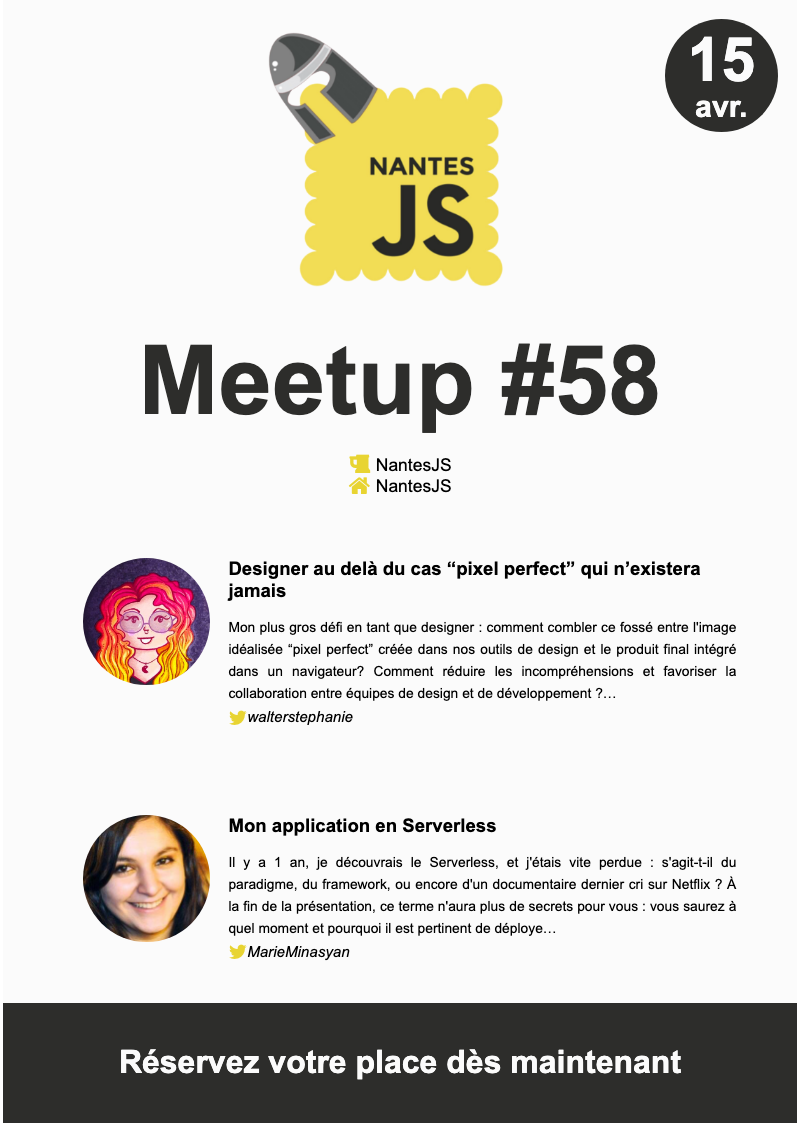 15
avr.
NANTES
JS
Meetup #58
NantesJS
NantesJS
Designer au delà du cas “pixel perfect” qui n’existera
jamais
Mon plus gros défi en tant que designer : comment combler ce fossé entre l'image
idéalisée “pixel perfect” créée dans nos outils de design et le produit final intégré
dans un navigateur? Comment réduire les incompréhensions et favoriser la
collaboration entre équipes de design et de développement ?…
walterstephanie
Mon application en Serverless
Il y a 1 an, je découvrais le Serverless, et j'étais vite perdue : s'agit-t-il du
paradigme, du framework, ou encore d'un documentaire dernier cri sur Netflix ? À
la fin de la présentation, ce terme n'aura plus de secrets pour vous : vous saurez à
quel moment et pourquoi il est pertinent de déploye…
MarieMinasyan
Réservez votre place dès maintenant